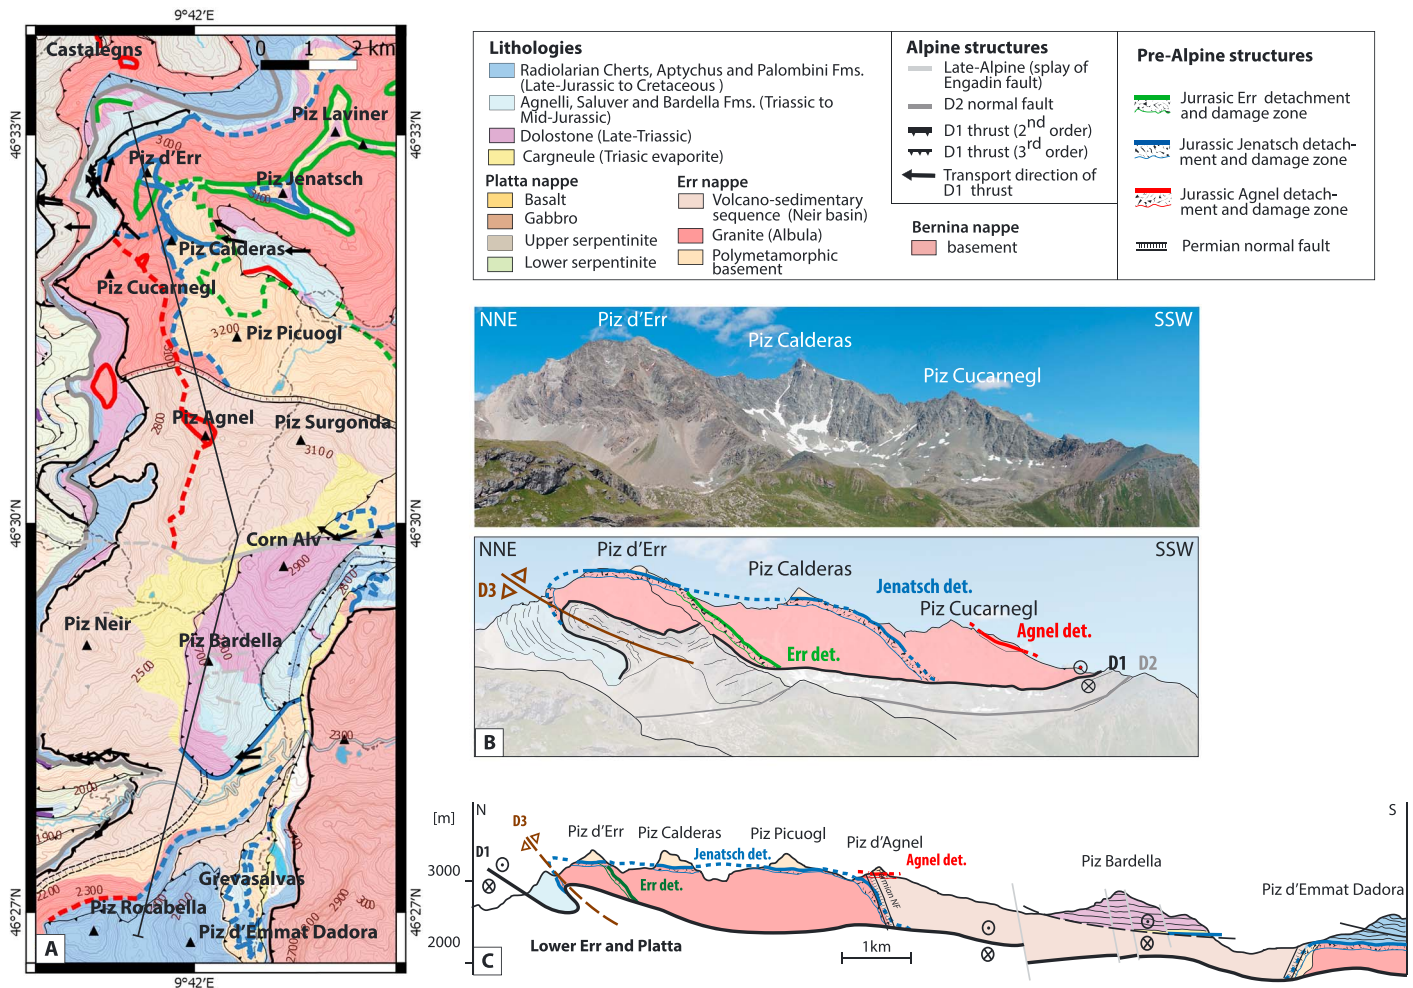 9°42'E
46°33'N
46°33'N
46°30'N
46°30'N
46°27'N
46°27'N
9°42'E
Castalegns
0 1 2 km
Piz Laviner
3000
Piz d'Err
Piz Jenatsch
3100
Piz Calderas
Piz Cucarnegl
3200
Piz Picuogl
3100
2800
Piz Agnel
Piz Surgonda
3100
Corn Alv
2900
2800
Piz Neir
Piz Bardella
2500
2300
2000
1900
Grevasalvas
2200
2300
2900
300
Piz Rocabella
Piz d'Emmat Dadora
2700
A
Lithologies
Radiolarian Cherts, Aptychus and Palombini Fms.
(Late-Jurassic to Cretaceous )
Agnelli, Saluver and Bardella Fms. (Triassic to
Mid-Jurassic)
Dolostone (Late-Triassic)
Cargneule (Triasic evaporite)
Platta nappe
Basalt
Gabbro
Upper serpentinite
Lower serpentinite
Err nappe
Volcano-sedimentary
sequence (Neir basin)
Granite (Albula)
Polymetamorphic
basement
Alpine structures
Late-Alpine (splay of
Engadin fault)
D2 normal fault
D1 thrust (2nd order)
D1 thrust (3rd order)
Transport direction of
D1 thrust
Bernina nappe
basement
Pre-Alpine structures
Jurrasic Err detachment
and damage zone
Jurassic Jenatsch detach-
ment and damage zone
Jurassic Agnel detach-
ment and damage zone
Permian normal fault
NNE
Piz d'Err
SSW
Piz Calderas
Piz Cucarnegl
NNE
Piz d'Err
SSW
Piz Calderas
D3
Jenatsch det.
Piz Cucarnegl
Agnel det.
Err det.
D1
D2
B
[m]
N
S
D3
Piz d'Err
Piz Calderas
Piz Picuogl
Piz d'Agnel
D1
Jenatsch det.
Agnel det.
Piz Bardella
3000
Err det.
Permian NF
Piz d'Emmat Dadora
2000
Lower Err and Platta
1km
C